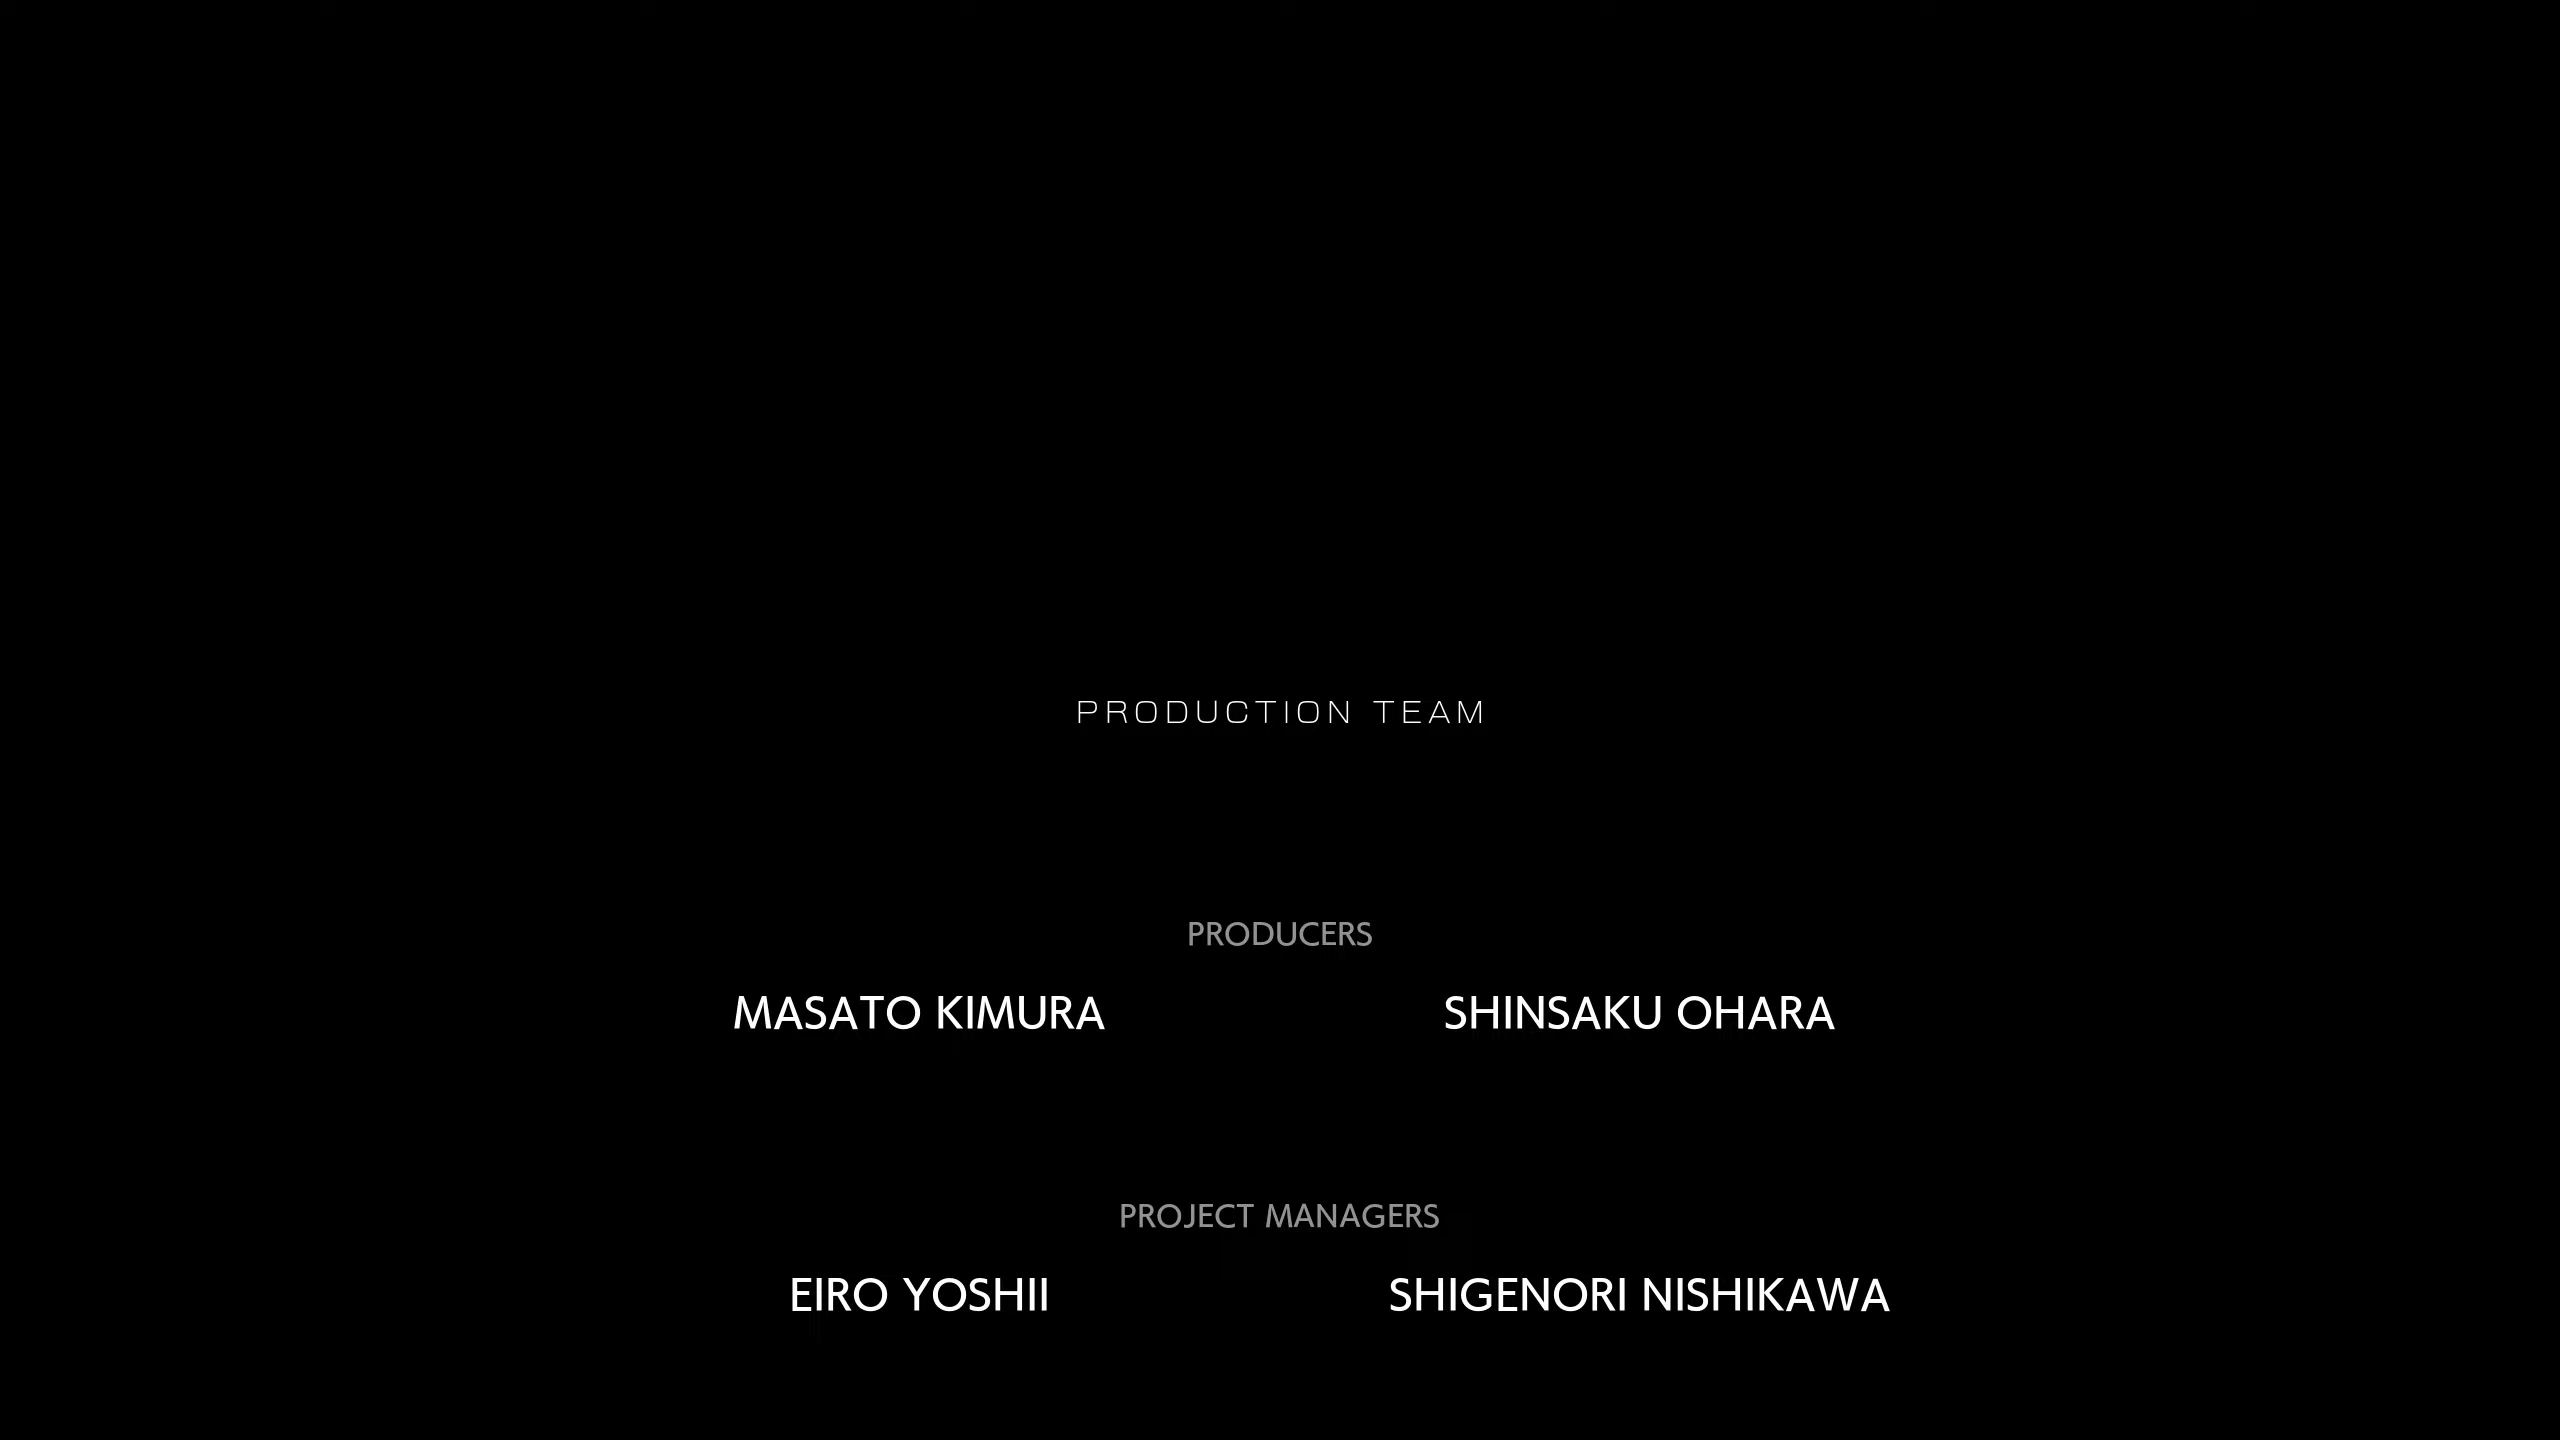 PRODUCTION TEAM
PRODUCERS
MASATO KIMURA SHINSAKU OHARA
PROJECT MANAGERS
EIRO YOSHII SHIGENORI NISHIKAWA